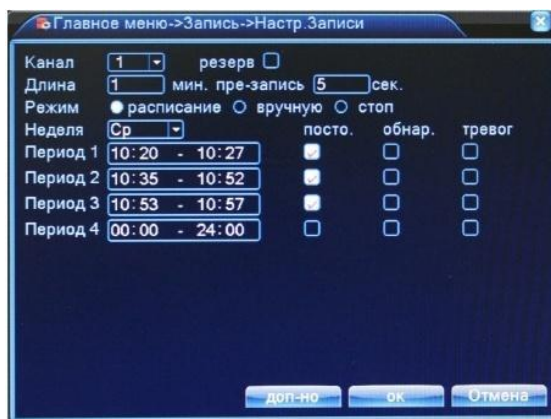 Главное меню->Запись->Настр.Записи
Канал 1 резерв
Длина 1 мин. пре-запись 5 сек.
Режим расписание вручную стоп
Неделя Ср посто. обнар. тревог
Период 1 10:20 - 10:27
Период 2 10:35 - 10:52
Период 3 10:53 - 10:57
Период 4 00:00 - 24:00
доп-но ок Отмена